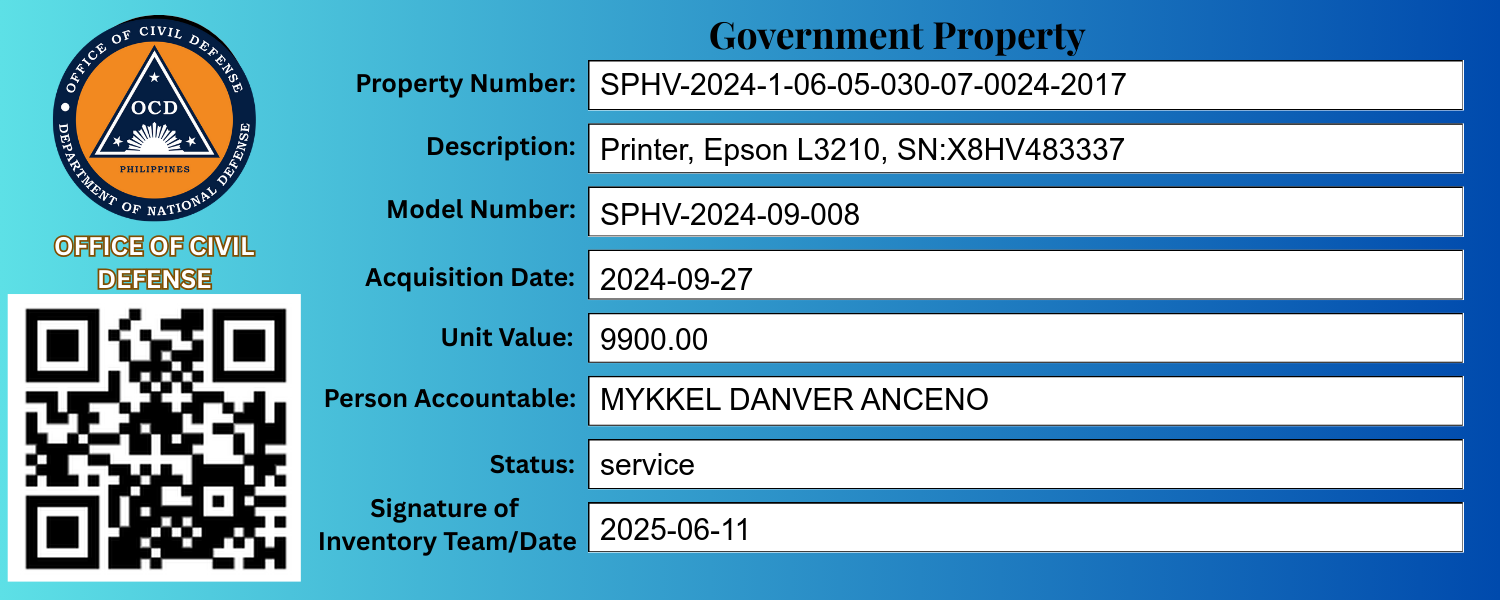 Government Property
OFFICE OF CIVIL DEFENSE
OCD
PHILIPPINES
DEPARTMENT OF NATIONAL DEFENSE
OFFICE OF CIVIL
DEFENSE
Property Number: SPHV-2024-1-06-05-030-07-0024-2017
Description: Printer, Epson L3210, SN:X8HV483337
Model Number: SPHV-2024-09-008
Acquisition Date: 2024-09-27
Unit Value: 9900.00
Person Accountable: MYKKEL DANVER ANCENO
Status: service
Signature of
Inventory Team/Date 2025-06-11